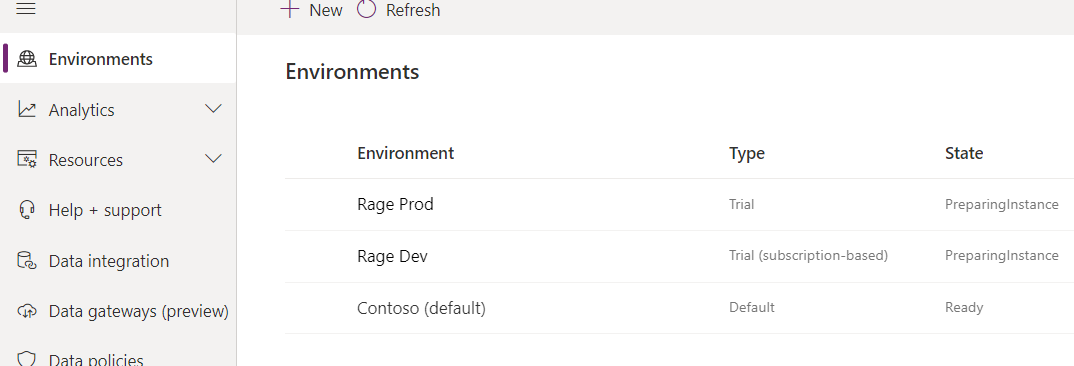 New Refresh
Environments
Analytics
Resources
Help + support
Data integration
Data gateways (preview)
Data policies
Environments
Environment Type State
Rage Prod Trial PreparingInstance
Rage Dev Trial (subscription-based) PreparingInstance
Contoso (default) Default Ready